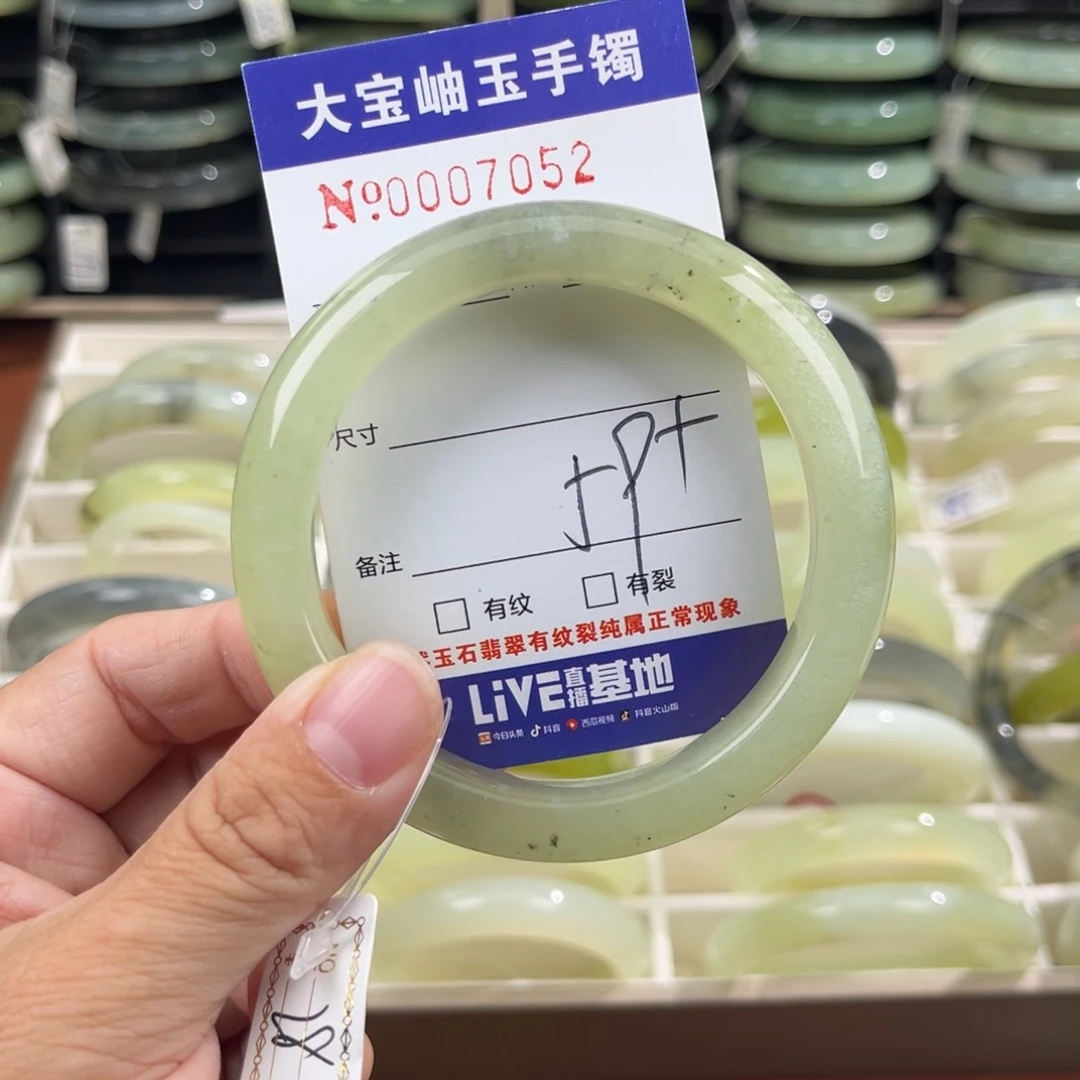 大宝岫玉手镯
No:0007052
尺寸
备注
有纹 有裂
玉石翡翠有纹裂纯属正常现象
LiVE直播基地
今日头条 抖音 西瓜视频 抖音火山版